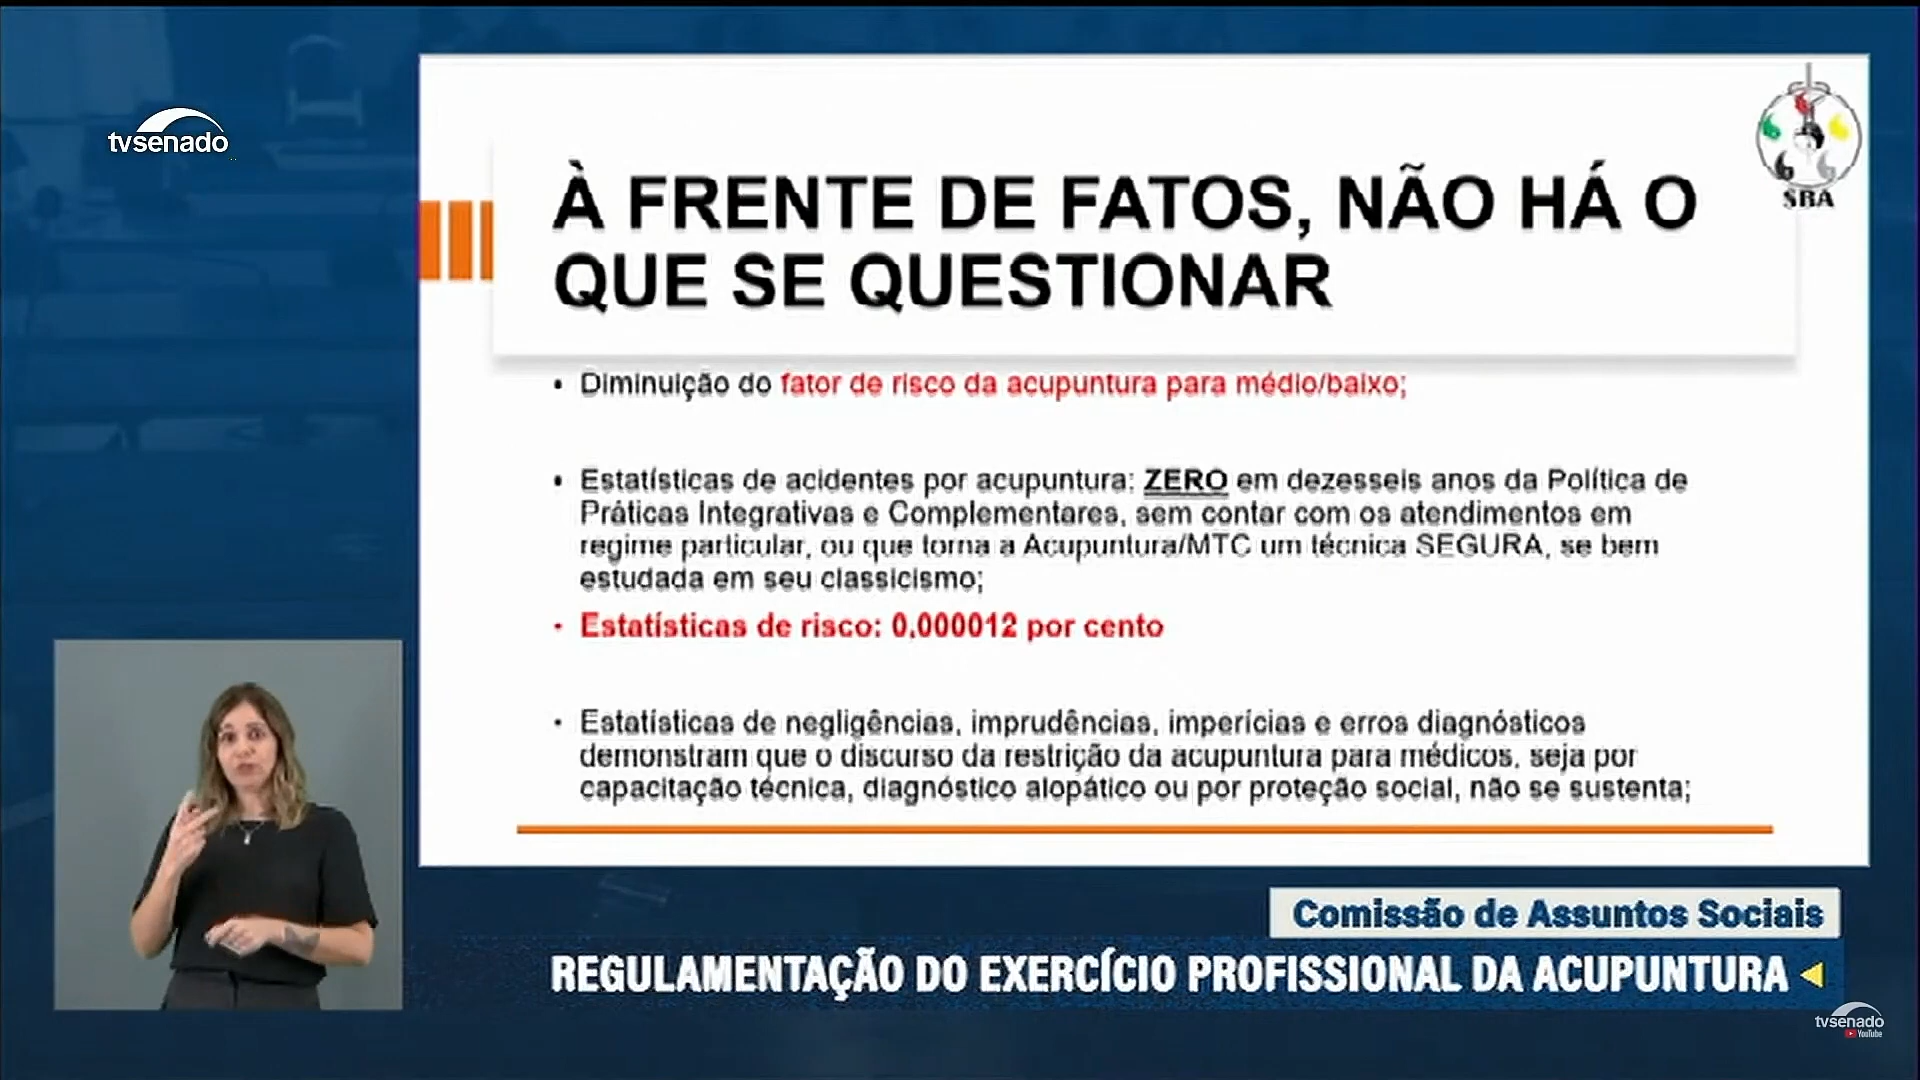 tvsenado
SBA
À FRENTE DE FATOS, NÃO HÁ O
QUE SE QUESTIONAR
• Diminuição do fator de risco da acupuntura para médio/baixo;
• Estatísticas de acidentes por acupuntura: ZERO em dezesseis anos da Política de
Práticas Integrativas e Complementares, sem contar com os atendimentos em
regime particular, ou que torna a Acupuntura/MTC um técnica SEGURA, se bem
estudada em seu classicismo;
• Estatísticas de risco: 0,000012 por cento
• Estatísticas de negligências, imprudências, imperícias e erros diagnósticos
demonstram que o discurso da restrição da acupuntura para médicos, seja por
capacitação técnica, diagnóstico alopático ou por proteção social, não se sustenta;
Comissão de Assuntos Sociais
REGULAMENTAÇÃO DO EXERCÍCIO PROFISSIONAL DA ACUPUNTURA
tvsenado
YouTube